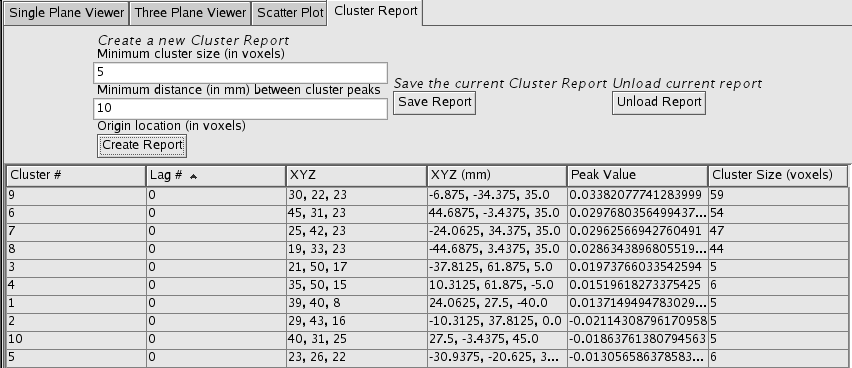 Single Plane Viewer Three Plane Viewer Scatter Plot Cluster Report
Create a new Cluster Report
Minimum cluster size (in voxels)
5
Minimum distance (in mm) between cluster peaks
10
Origin location (in voxels)
Create Report
Save the current Cluster Report
Save Report
Unload current report
Unload Report
Cluster # Lag # XYZ XYZ (mm) Peak Value Cluster Size (voxels)
9 0 30, 22, 23 -6.875, -34.375, 35.0 0.03382077741283999 59
6 0 45, 31, 23 44.6875, -3.4375, 35.0 0.0297680356499437... 54
7 0 25, 42, 23 -24.0625, 34.375, 35.0 0.02962566942760491 47
8 0 19, 33, 23 -44.6875, 3.4375, 35.0 0.0286343896805519... 44
3 0 21, 50, 17 -37.8125, 61.875, 5.0 0.01973766033542594 5
4 0 35, 50, 15 10.3125, 61.875, -5.0 0.01519618273375425 6
1 0 39, 40, 8 24.0625, 27.5, -40.0 0.0137149494783029... 5
2 0 29, 43, 16 -10.3125, 37.8125, 0.0 -0.02114308796170958 5
10 0 40, 31, 25 27.5, -3.4375, 45.0 -0.01863761380794563 5
5 0 23, 26, 22 -30.9375, -20.625, 3... -0.013056586378583... 6